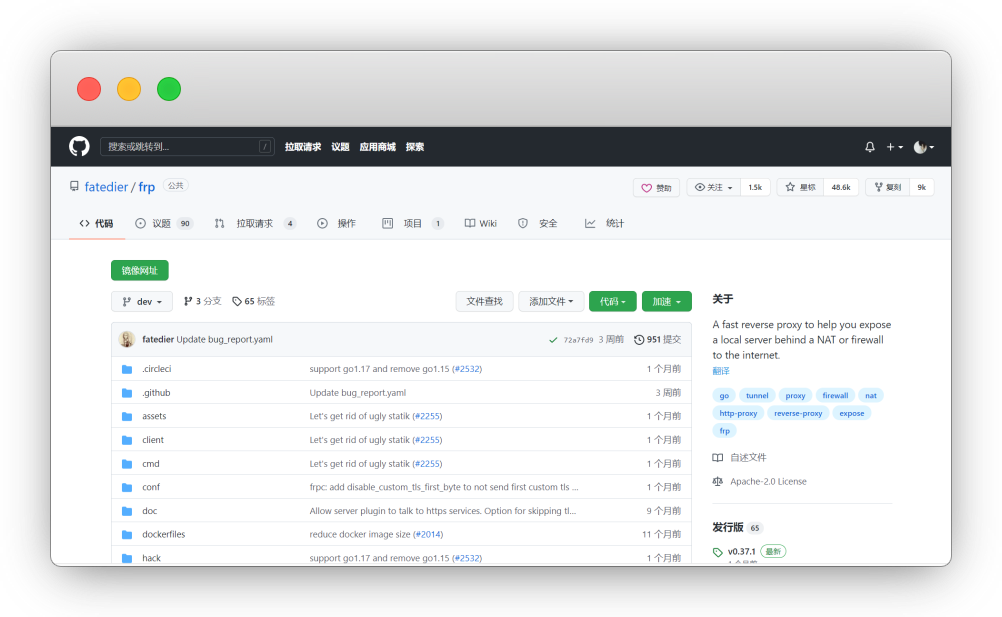 搜索或跳转到... / 拉取请求 议题 应用商城 探索
fatedier / frp 公共 赞助 关注 1.5k 星标 48.6k 复刻 9k
代码 议题 90 拉取请求 4 操作 项目 1 Wiki 安全 统计
镜像网址
dev 3 分支 65 标签 文件查找 添加文件 代码 加速
fatedier Update bug_report.yaml 72a7fd9 3 周前 951 提交
.circleci support go1.17 and remove go1.15 (#2532) 1 个月前
.github Update bug_report.yaml 3 周前
assets Let's get rid of ugly statik (#2255) 1 个月前
client Let's get rid of ugly statik (#2255) 1 个月前
cmd Let's get rid of ugly statik (#2255) 1 个月前
conf frpc: add disable_custom_tls_first_byte to not send first custom tls ... 1 个月前
doc Allow server plugin to talk to https services. Option for skipping tl... 9 个月前
dockerfiles reduce docker image size (#2014) 11 个月前
hack support go1.17 and remove go1.15 (#2532) 1 个月前
关于
A fast reverse proxy to help you expose
a local server behind a NAT or firewall
to the internet.
翻译
go tunnel proxy firewall nat
http-proxy reverse-proxy expose
frp
自述文件
Apache-2.0 License
发行版 65
v0.37.1 最新